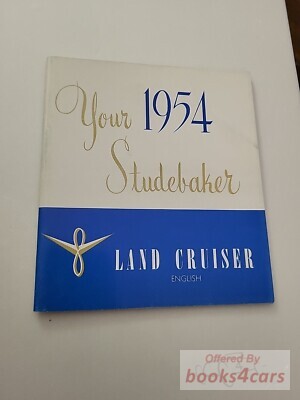 Your 1954
Studebaker
LAND CRUISER
ENGLISH
Offered By
books4cars